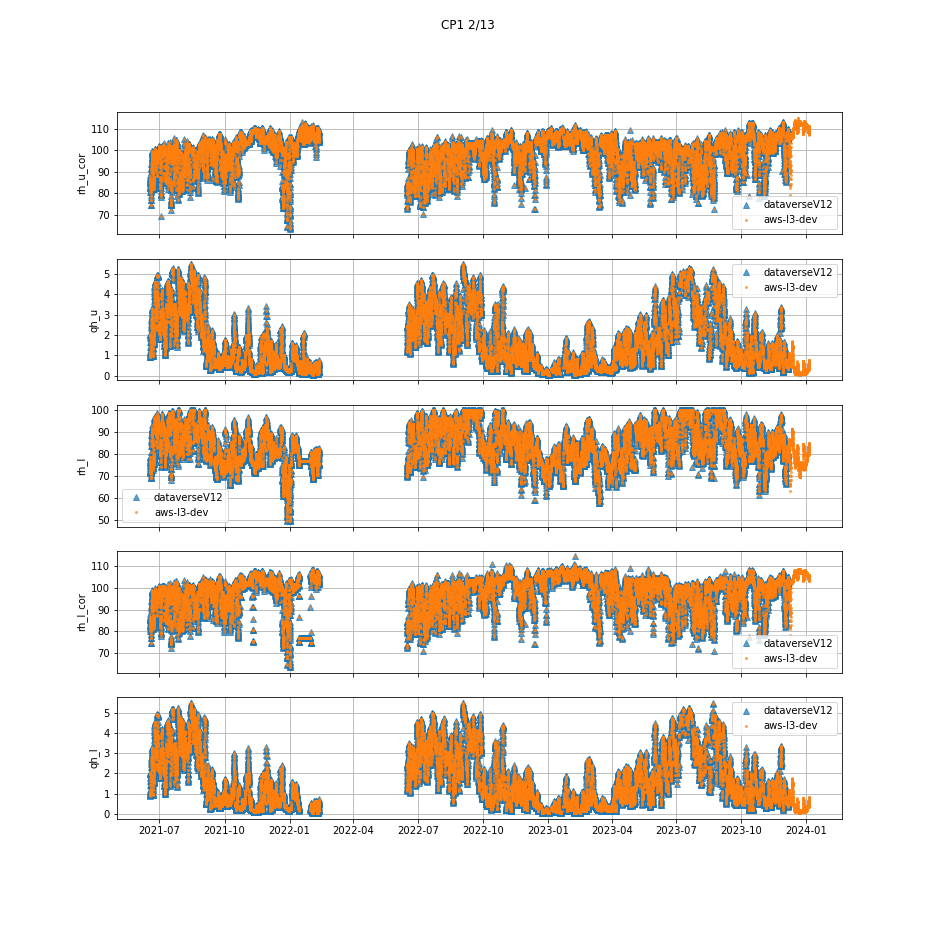 CP1 2/13
110
100
90
80
70
rh_u_cor
dataverseV12
aws-l3-dev
5
4
3
2
1
0
qh_u
dataverseV12
aws-l3-dev
100
90
80
70
60
50
rh_l
dataverseV12
aws-l3-dev
110
100
90
80
70
rh_l_cor
dataverseV12
aws-l3-dev
5
4
3
2
1
0
qh_l
dataverseV12
aws-l3-dev
2021-07 2021-10 2022-01 2022-04 2022-07 2022-10 2023-01 2023-04 2023-07 2023-10 2024-01